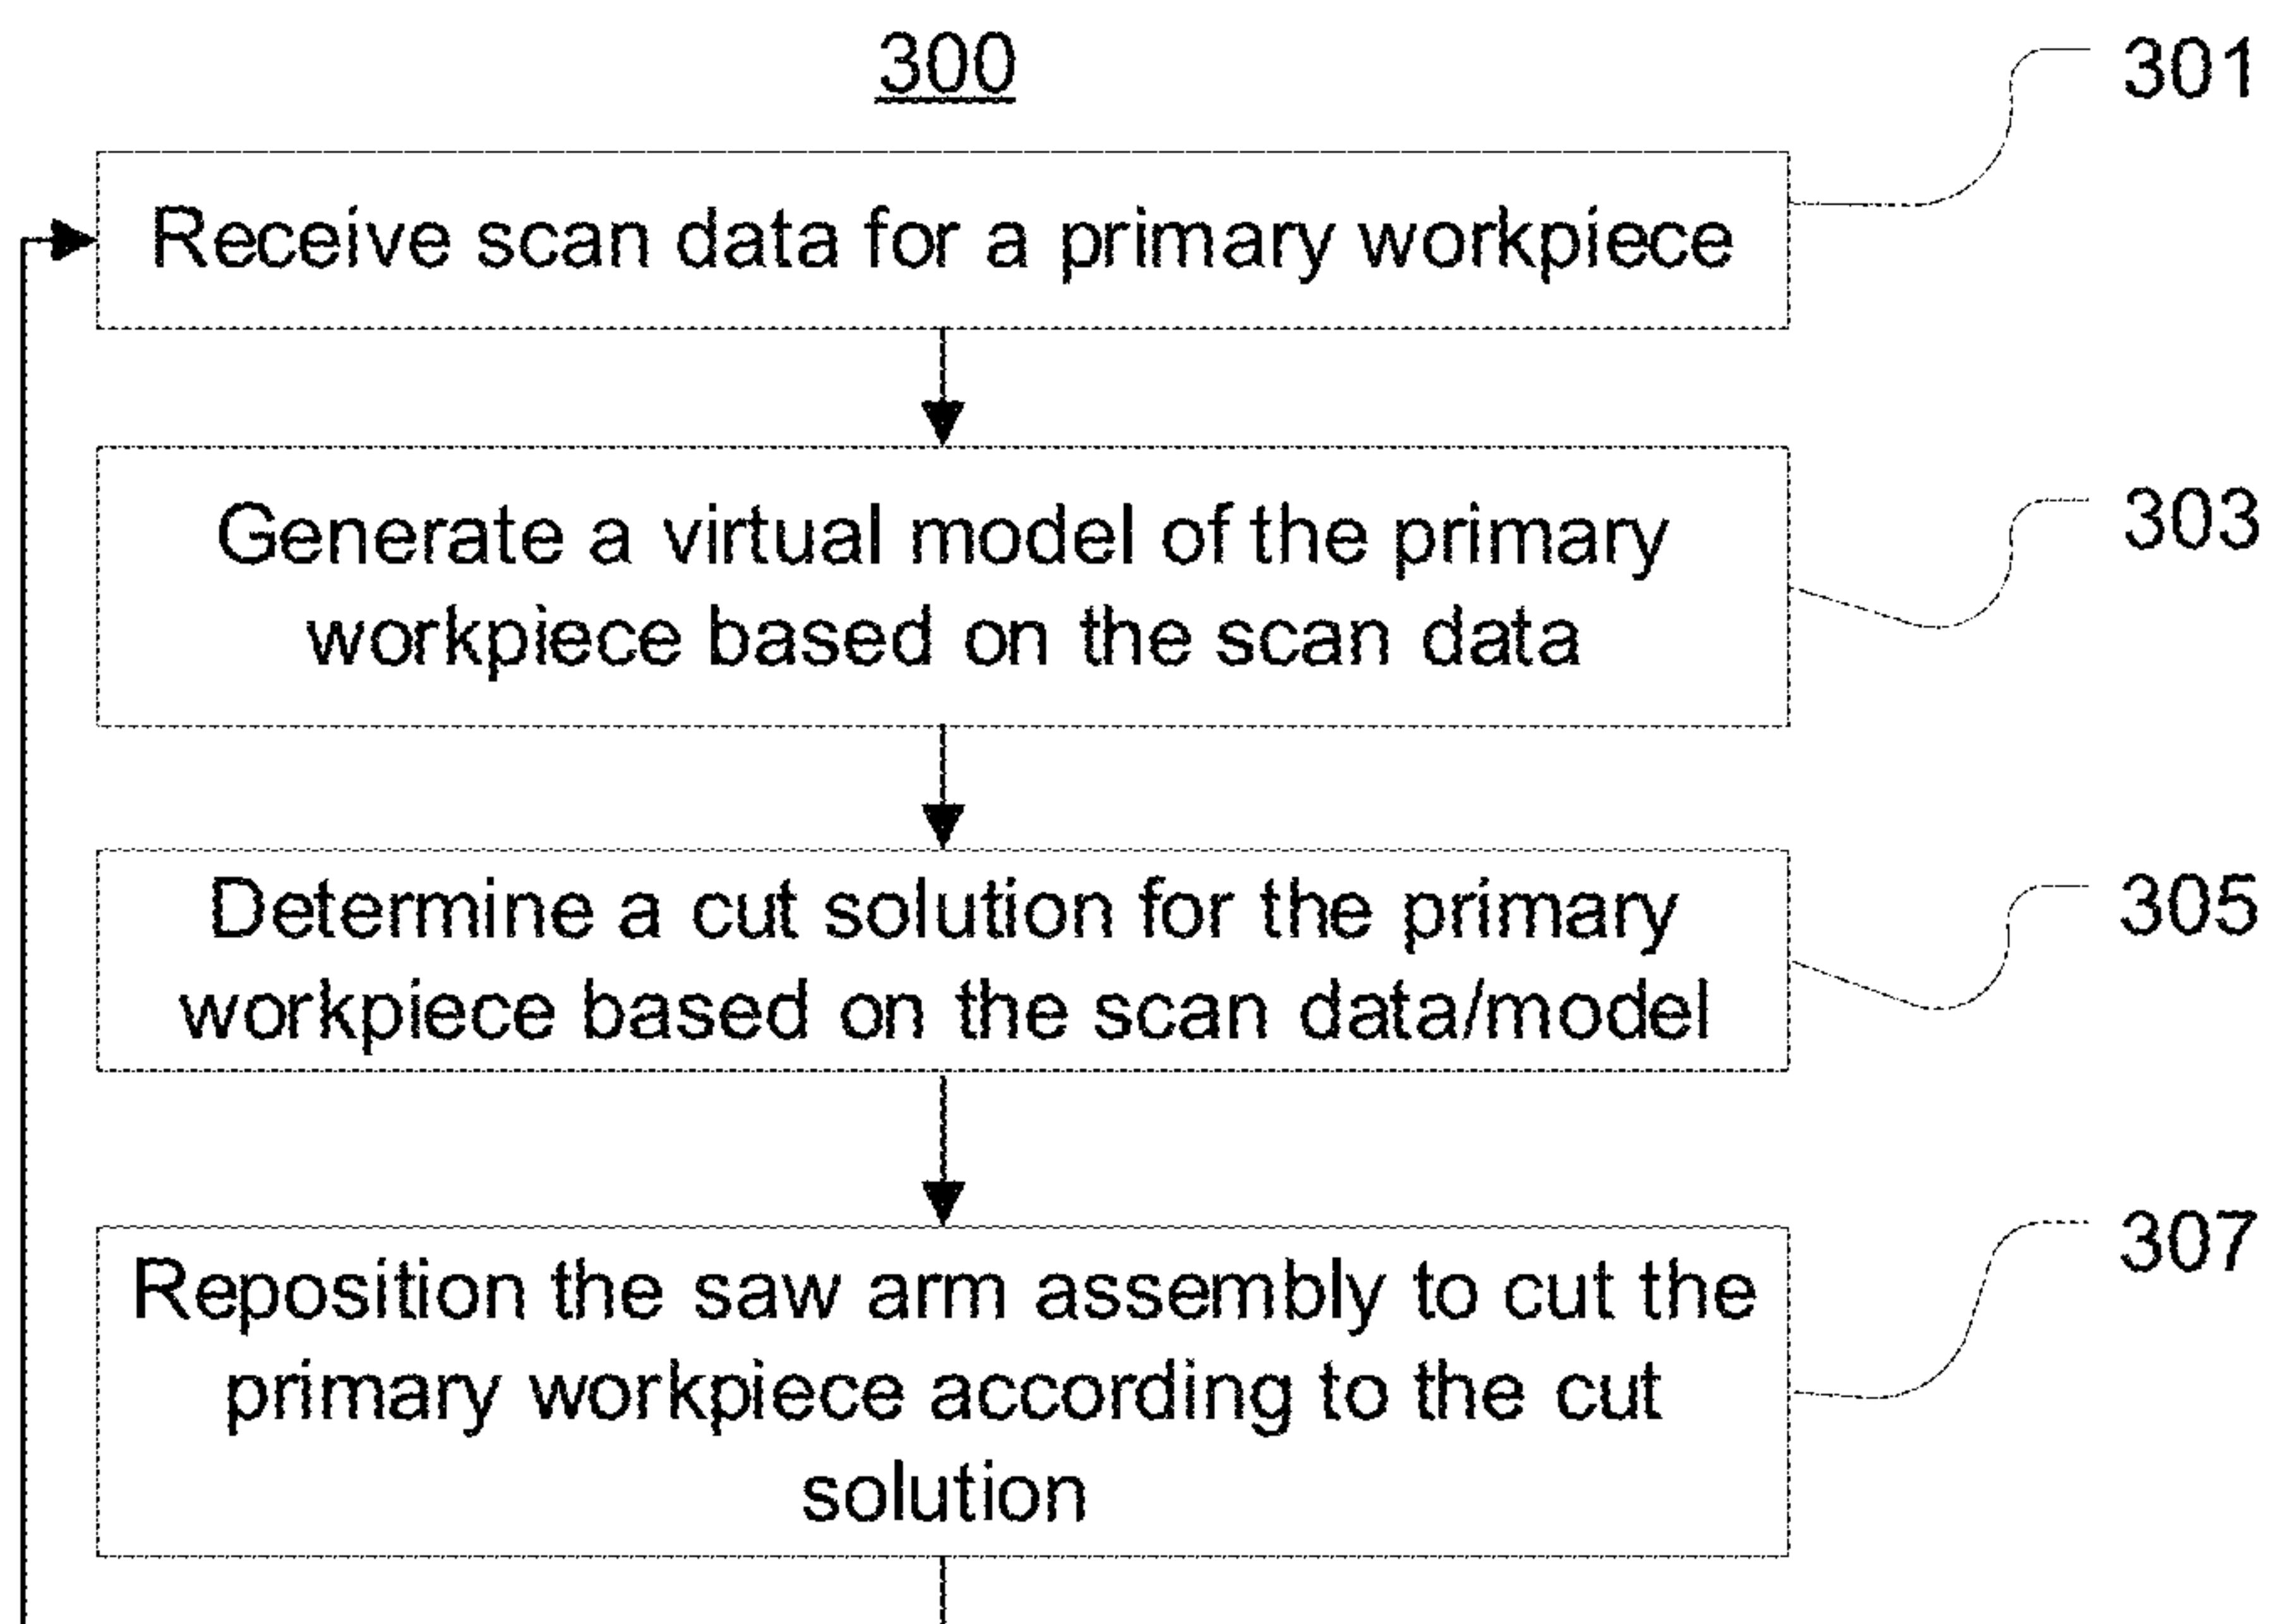 300
301
Receive scan data for a primary workpiece
303
Generate a virtual model of the primary
workpiece based on the scan data
305
Determine a cut solution for the primary
workpiece based on the scan data/model
307
Reposition the saw arm assembly to cut the
primary workpiece according to the cut
solution